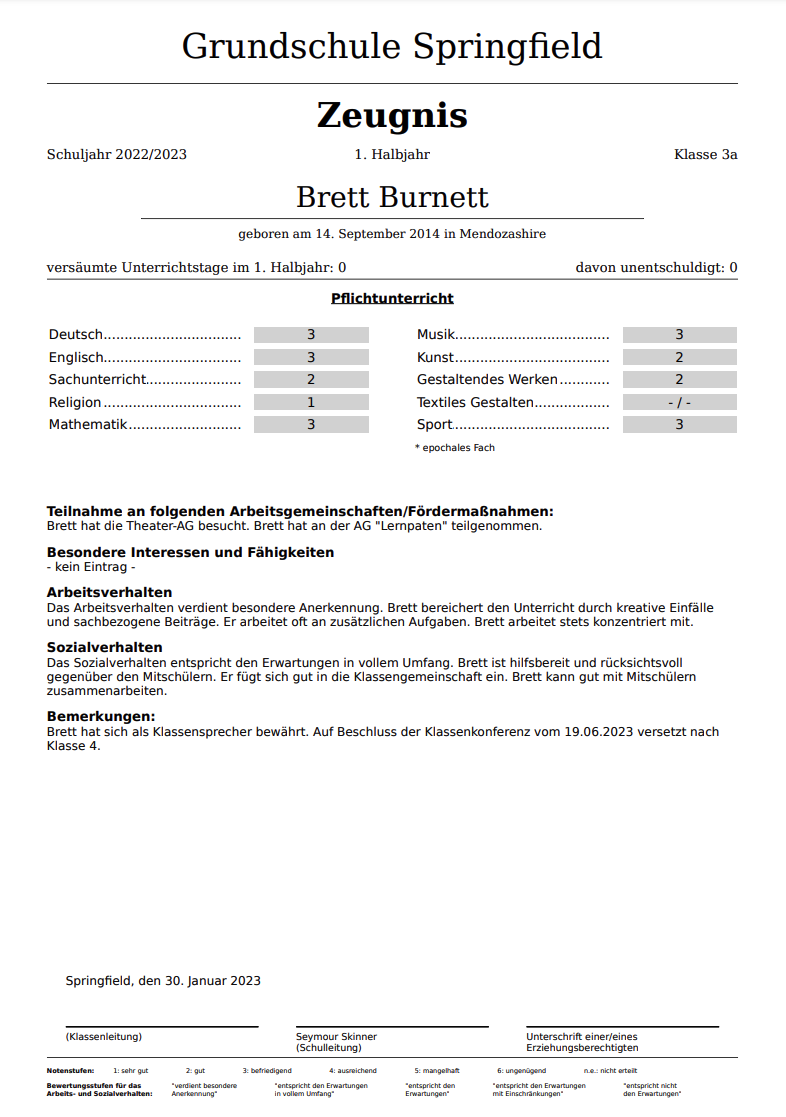 Grundschule Springfield
Zeugnis
Schuljahr 2022/2023 1. Halbjahr Klasse 3a
Brett Burnett
geboren am 14. September 2014 in Mendozashire
versäumte Unterrichtstage im 1. Halbjahr: 0 davon unentschuldigt: 0
Pflichtunterricht
Deutsch................................. 3 Musik..................................... 3
Englisch................................. 3 Kunst..................................... 2
Sachunterricht....................... 2 Gestaltendes Werken............ 2
Religion................................. 1 Textiles Gestalten.................. - / -
Mathematik........................... 3 Sport..................................... 3
* epochales Fach
Teilnahme an folgenden Arbeitsgemeinschaften/Fördermaßnahmen:
Brett hat die Theater-AG besucht. Brett hat an der AG "Lernpaten" teilgenommen.
Besondere Interessen und Fähigkeiten
- kein Eintrag -
Arbeitsverhalten
Das Arbeitsverhalten verdient besondere Anerkennung. Brett bereichert den Unterricht durch kreative Einfälle
und sachbezogene Beiträge. Er arbeitet oft an zusätzlichen Aufgaben. Brett arbeitet stets konzentriert mit.
Sozialverhalten
Das Sozialverhalten entspricht den Erwartungen in vollem Umfang. Brett ist hilfsbereit und rücksichtsvoll
gegenüber den Mitschülern. Er fügt sich gut in die Klassengemeinschaft ein. Brett kann gut mit Mitschülern
zusammenarbeiten.
Bemerkungen:
Brett hat sich als Klassensprecher bewährt. Auf Beschluss der Klassenkonferenz vom 19.06.2023 versetzt nach
Klasse 4.
Springfield, den 30. Januar 2023
(Klassenleitung) Seymour Skinner Unterschrift einer/eines
(Schulleitung) Erziehungsberechtigten
Notenstufen: 1: sehr gut 2: gut 3: befriedigend 4: ausreichend 5: mangelhaft 6: ungenügend n.e.: nicht erteilt
Bewertungsstufen für das "verdient besondere "entspricht den Erwartungen "entspricht den "entspricht den Erwartungen "entspricht nicht
Arbeits- und Sozialverhalten: Anerkennung" in vollem Umfang" Erwartungen" mit Einschränkungen" den Erwartungen"